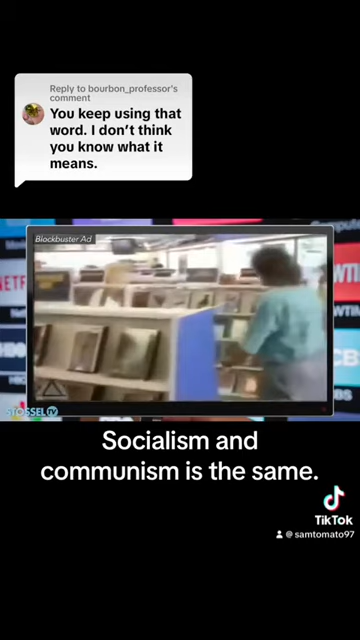 Reply to bourbon_professor's
comment
You keep using that
word. I don't think
you know what it
means.
Blockbuster Ad
STOSSEL TV
Socialism and
communism is the same.
TikTok
@samtomato97